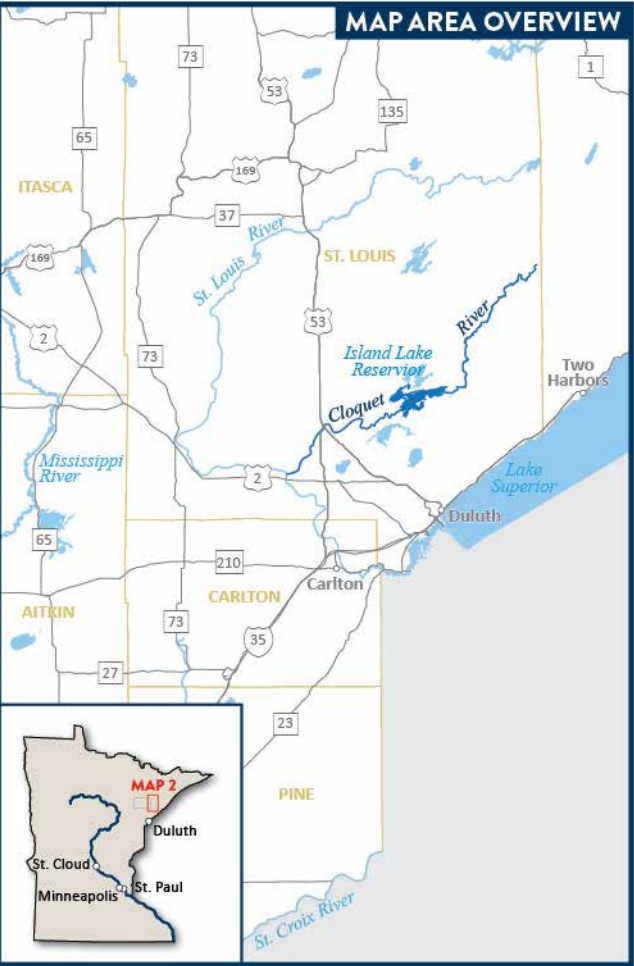 MAP AREA OVERVIEW
73
1
53
135
65
169
ITASCA
37
River
St. Louis
ST. LOUIS
169
53
River
2
73
Island Lake
Reservior
Two
Harbors
Cloquet
Mississippi
River
2
Lake
Superior
Duluth
65
210
Carlton
CARLTON
AITKIN
73
35
27
23
MAP 2
PINE
Duluth
St. Cloud
St. Paul
Minneapolis
St. Croix River